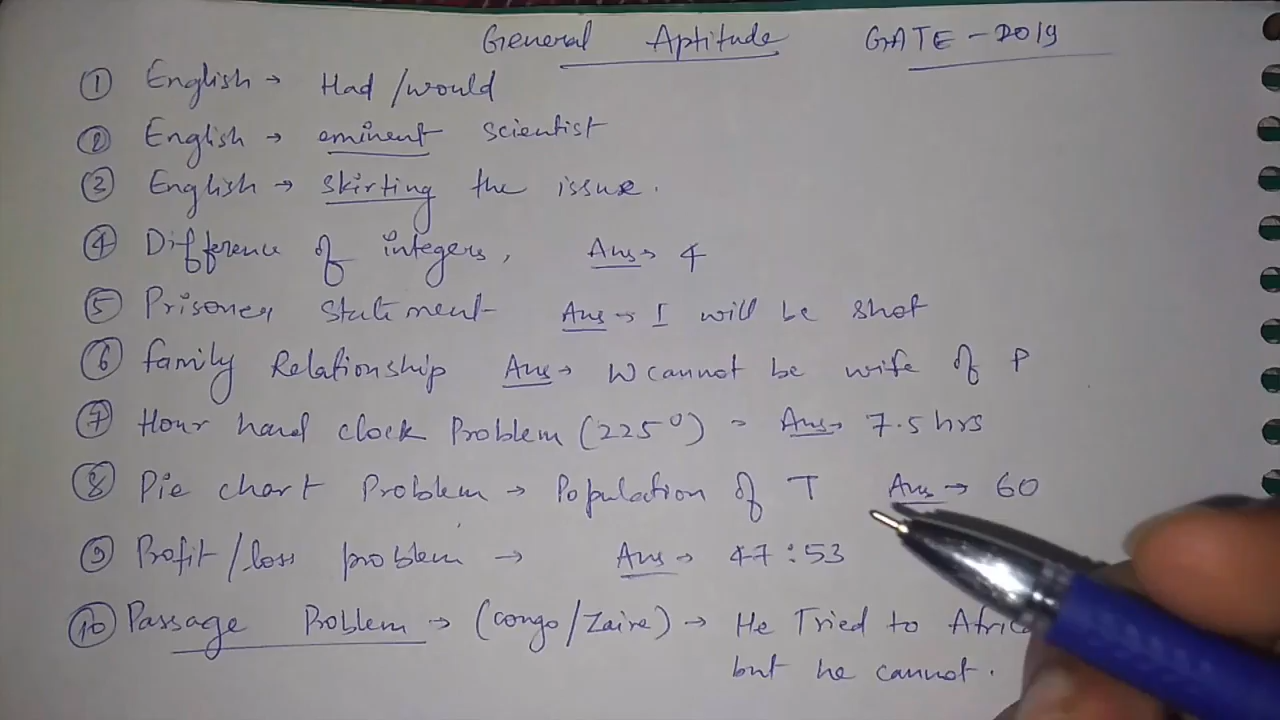 General Aptitude GATE-2019
① English → Had/would
② English → eminent scientist
③ English → skirting the issue.
④ Difference of integers, Ans → 4
⑤ Prisoner statement Ans → I will be shot
⑥ family Relationship Ans → W cannot be wife of P
⑦ Hour hand clock Problem (225°) - Ans → 7.5 hrs
⑧ Pie chart Problem → Population of T Ans → 60
⑨ Profit/loss problem → Ans → 47:53
⑩ Passage Problem → (congo/Zaire) → He Tried to
but he cannot.